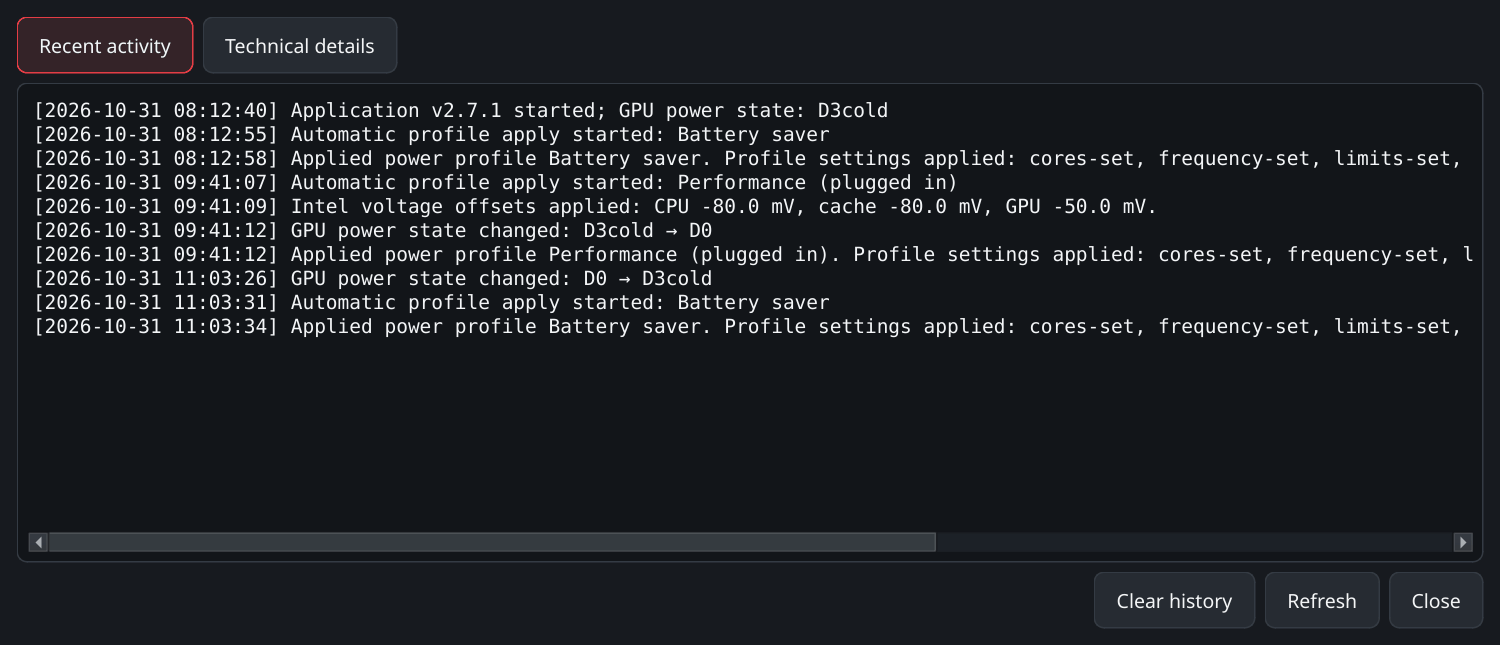 Recent activity
Technical details
[2026-10-31 08:12:40] Application v2.7.1 started; GPU power state: D3cold
[2026-10-31 08:12:55] Automatic profile apply started: Battery saver
[2026-10-31 08:12:58] Applied power profile Battery saver. Profile settings applied: cores-set, frequency-set, limits-set,
[2026-10-31 09:41:07] Automatic profile apply started: Performance (plugged in)
[2026-10-31 09:41:09] Intel voltage offsets applied: CPU -80.0 mV, cache -80.0 mV, GPU -50.0 mV.
[2026-10-31 09:41:12] GPU power state changed: D3cold → D0
[2026-10-31 09:41:12] Applied power profile Performance (plugged in). Profile settings applied: cores-set, frequency-set, l
[2026-10-31 11:03:26] GPU power state changed: D0 → D3cold
[2026-10-31 11:03:31] Automatic profile apply started: Battery saver
[2026-10-31 11:03:34] Applied power profile Battery saver. Profile settings applied: cores-set, frequency-set, limits-set,
Clear history
Refresh
Close